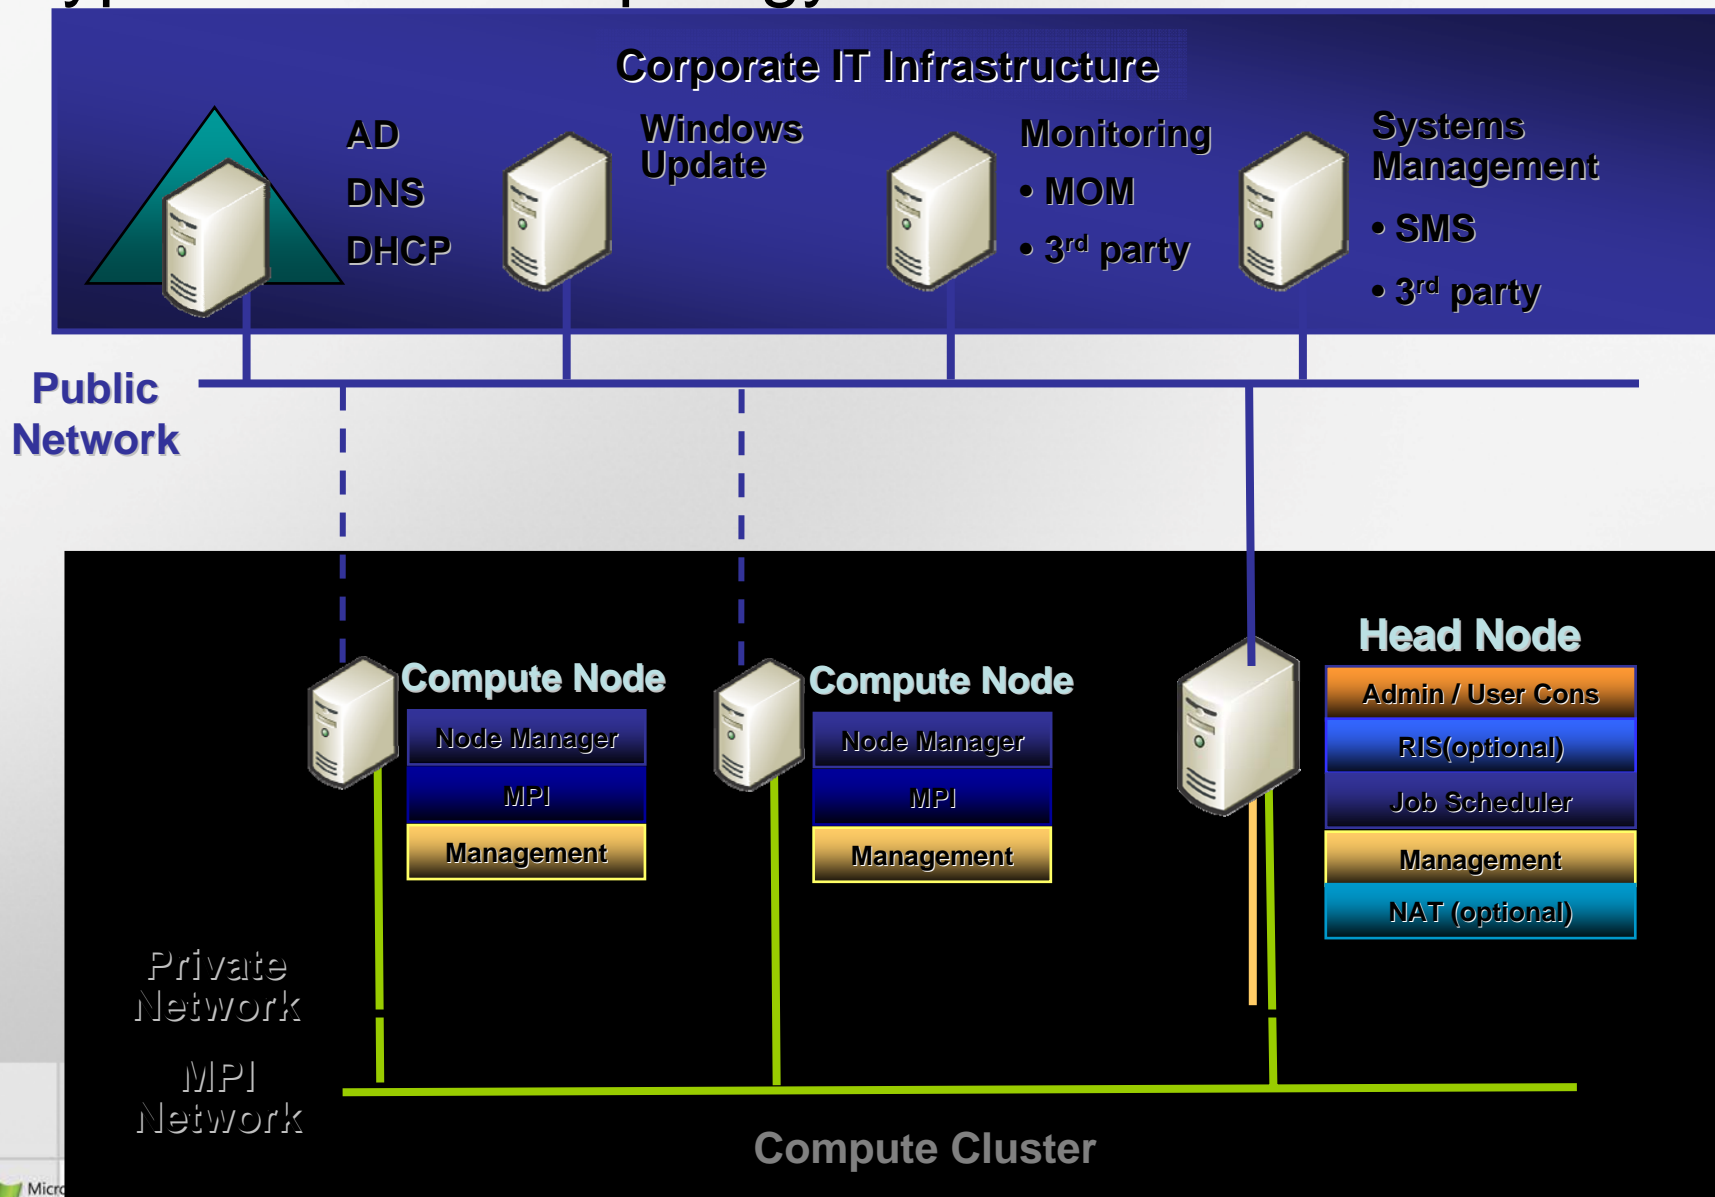 Corporate IT Infrastructure
AD
DNS
DHCP
Windows
Update
Monitoring
• MOM
• 3rd party
Systems
Management
• SMS
• 3rd party
Public
Network
Compute Node
Node Manager
MPI
Management
Compute Node
Node Manager
MPI
Management
Head Node
Admin / User Cons
RIS(optional)
Job Scheduler
Management
NAT (optional)
Private
Network
MPI
Network
Compute Cluster